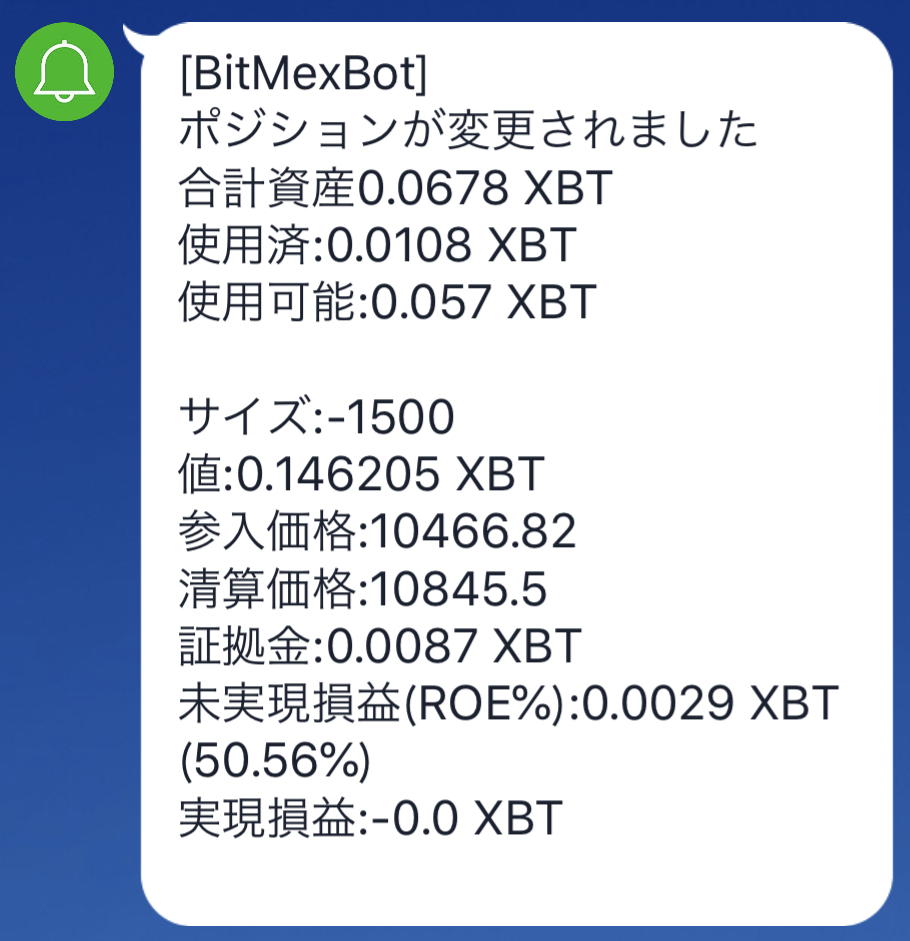 [BitMexBot]
ポジションが変更されました
合計資産0.0678 XBT
使用済:0.0108 XBT
使用可能:0.057 XBT
サイズ:-1500
値:0.146205 XBT
参入価格:10466.82
清算価格:10845.5
証拠金:0.0087 XBT
未実現損益(ROE%):0.0029 XBT
(50.56%)
実現損益:-0.0 XBT